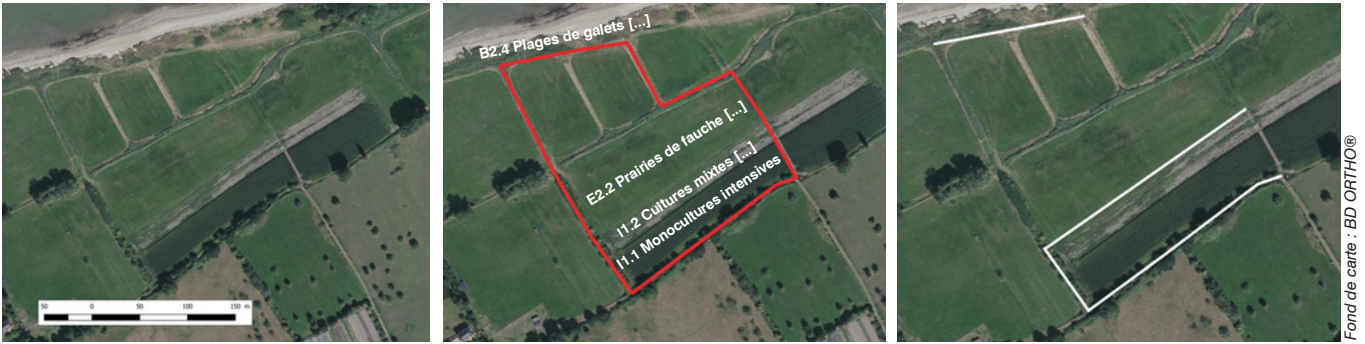 50 0 50 100 150 m
B2.4 Plages de galets [...]
E2.2 Prairies de fauche [...]
I1.2 Cultures mixtes [...]
I1.1 Monocultures intensives
Fond de carte : BD ORTHO®